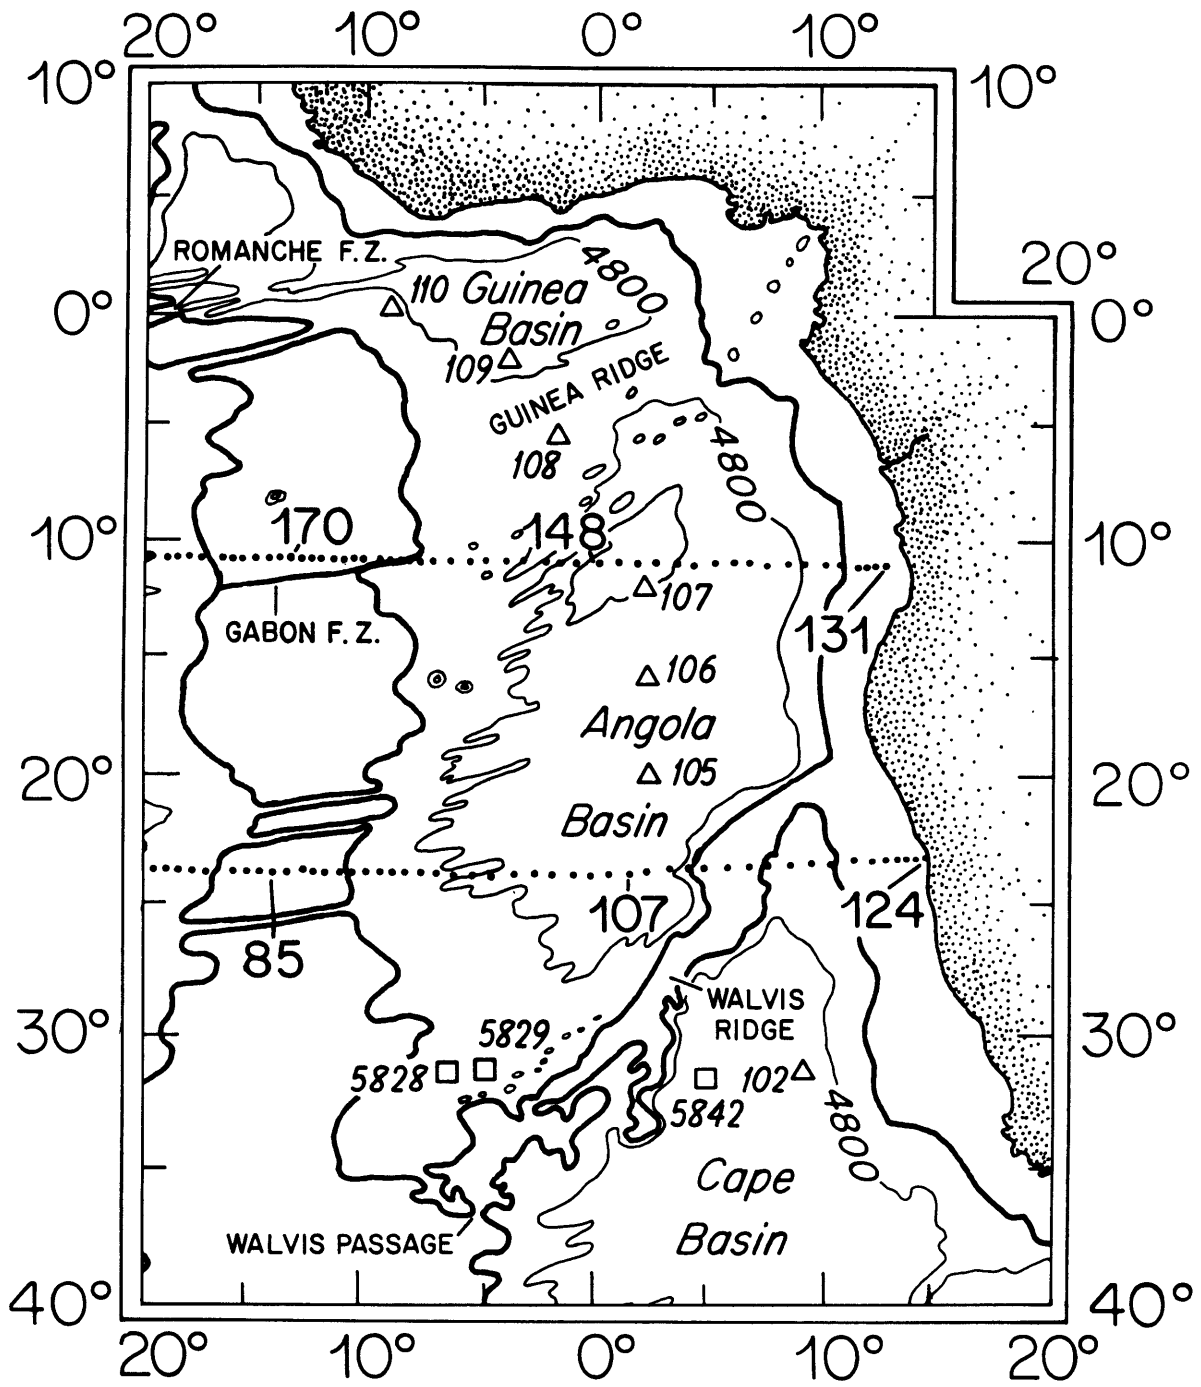 20° 10° 0° 10°
10° 10°
ROMANCHE F.Z.
20°
4800
110 Guinea
Basin
0° 0°
109
GUINEA RIDGE
108
4800
170 148
10° 10°
107
GABON F.Z.
131
106
Angola
105
20° 20°
Basin
107 124
85
WALVIS
RIDGE
30° 30°
5829
5828
102
5842
4800
Cape
WALVIS PASSAGE Basin
40° 40°
20° 10° 0° 10° 20°